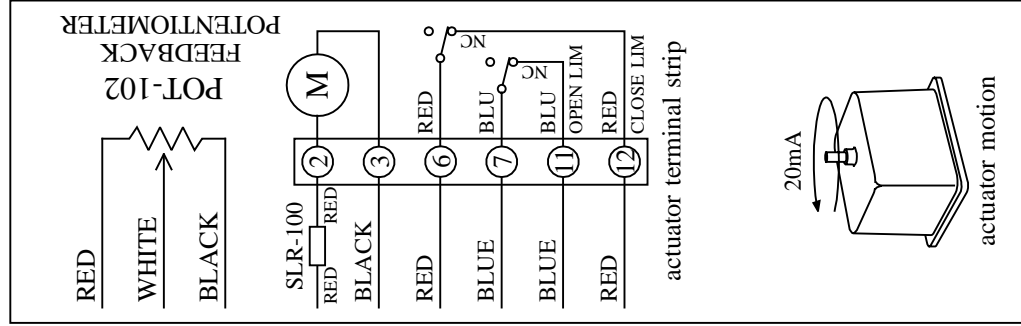 POT-102
FEEDBACK
POTENTIOMETER
RED
WHITE
BLACK
SLR-100
RED
RED
BLACK
RED
BLUE
BLUE
RED
2
3
6
7
11
12
M
RED
BLU
BLU
OPEN LIM
RED
CLOSE LIM
NC
NC
actuator terminal strip
20mA
actuator motion